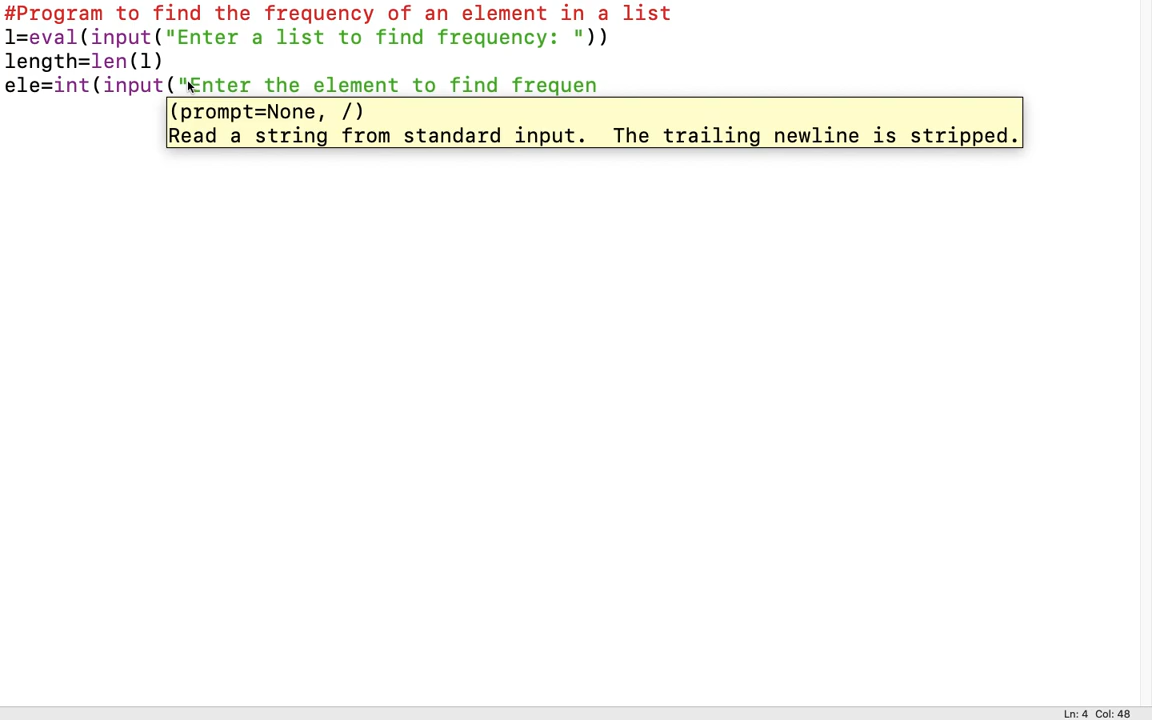 #Program to find the frequency of an element in a list
l=eval(input("Enter a list to find frequency: "))
length=len(l)
ele=int(input("Enter the element to find frequen
(prompt=None, /)
Read a string from standard input.  The trailing newline is stripped.
Ln: 4  Col: 48